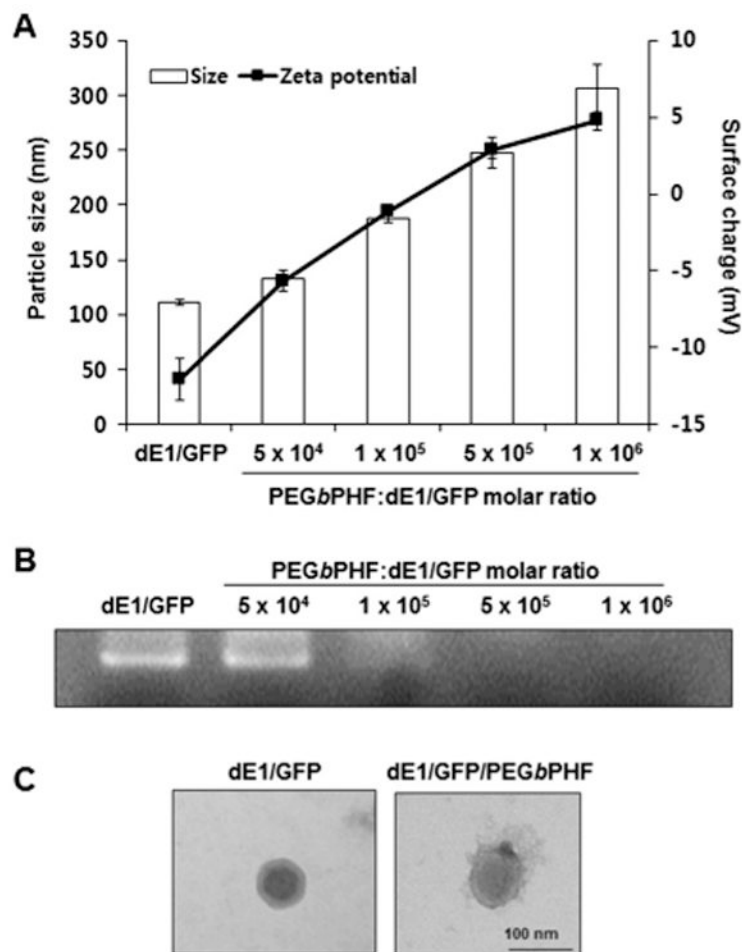 A
350
300
250
200
150
100
50
0
Particle size (nm)
Size Zeta potential
10
5
0
-5
-10
-15
Surface charge (mV)
dE1/GFP 5 x 10⁴ 1 x 10⁵ 5 x 10⁵ 1 x 10⁶
PEGbPHF:dE1/GFP molar ratio
B
PEGbPHF:dE1/GFP molar ratio
dE1/GFP 5 x 10⁴ 1 x 10⁵ 5 x 10⁵ 1 x 10⁶
C
dE1/GFP dE1/GFP/PEGbPHF
100 nm